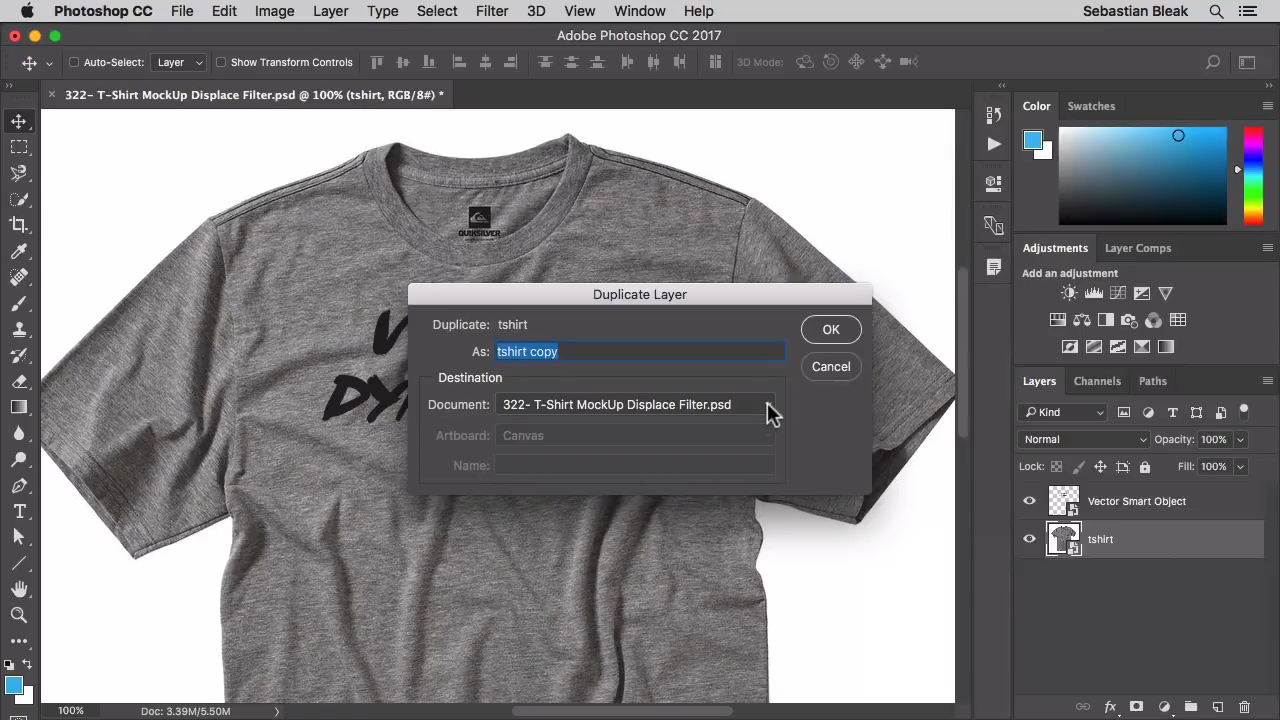 Photoshop CC File Edit Image Layer Type Select Filter 3D View Window Help Sebastian Bleak
Adobe Photoshop CC 2017
Auto-Select: Layer Show Transform Controls 3D Mode:
× 322- T-Shirt MockUp Displace Filter.psd @ 100% (tshirt, RGB/8#) *
Color Swatches
QUIKSILVER
Adjustments Layer Comps
Add an adjustment
Duplicate Layer
Duplicate: tshirt
OK
As: tshirt copy
Cancel
Destination
Document: 322- T-Shirt MockUp Displace Filter.psd
Artboard: Canvas
Name:
Layers Channels Paths
Kind
Normal Opacity: 100%
Lock: Fill: 100%
Vector Smart Object
tshirt
100% Doc: 3.39M/5.50M